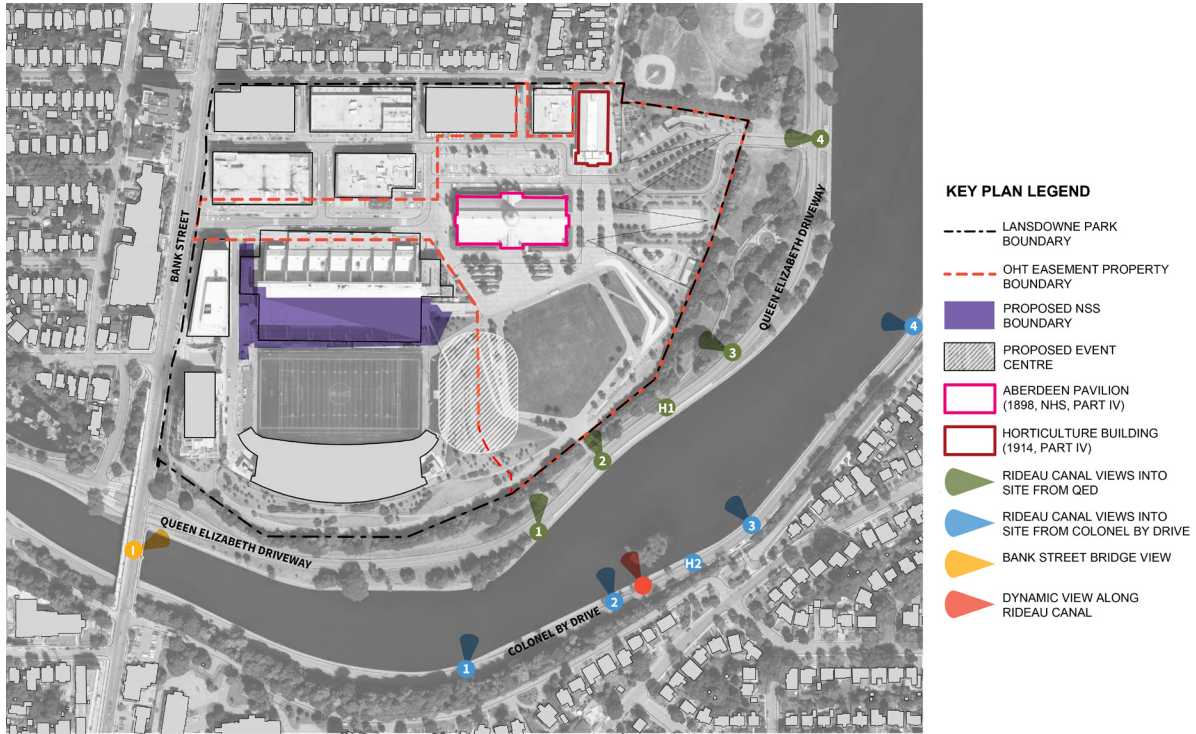 BANK STREET
QUEEN ELIZABETH DRIVEWAY
QUEEN ELIZABETH DRIVEWAY
COLONEL BY DRIVE
4
4
3
H1
2
1
3
H2
2
1
I
KEY PLAN LEGEND
LANSDOWNE PARK
BOUNDARY
OHT EASEMENT PROPERTY
BOUNDARY
PROPOSED NSS
BOUNDARY
PROPOSED EVENT
CENTRE
ABERDEEN PAVILION
(1898, NHS, PART IV)
HORTICULTURE BUILDING
(1914, PART IV)
RIDEAU CANAL VIEWS INTO
SITE FROM QED
RIDEAU CANAL VIEWS INTO
SITE FROM COLONEL BY DRIVE
BANK STREET BRIDGE VIEW
DYNAMIC VIEW ALONG
RIDEAU CANAL